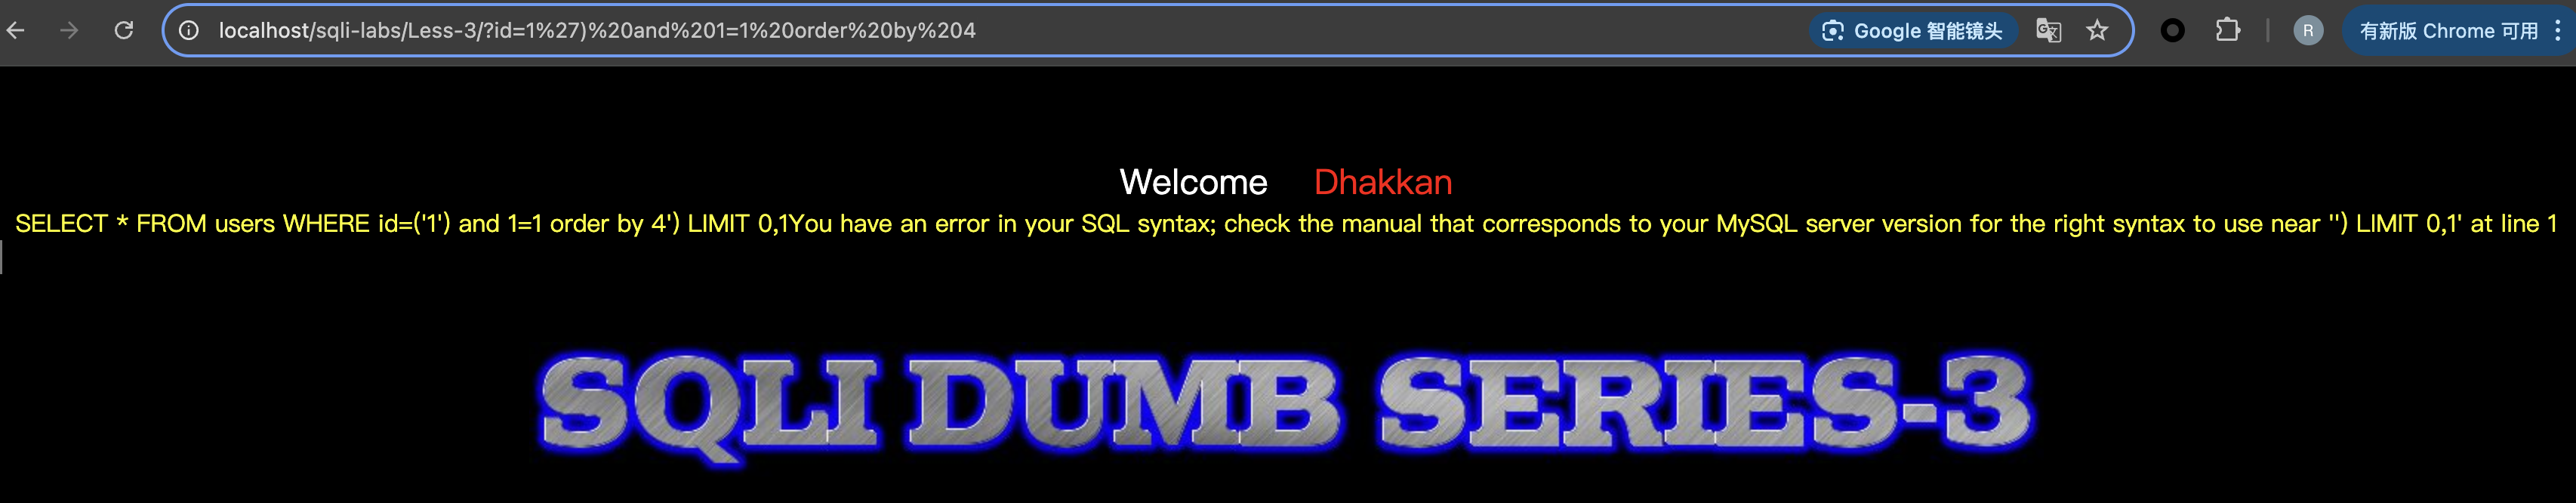 localhost/sqli-labs/Less-3/?id=1%27)%20and%201=1%20order%20by%204 Google 智能镜头 R 有新版 Chrome 可用
Welcome Dhakkan
SELECT * FROM users WHERE id=('1') and 1=1 order by 4') LIMIT 0,1You have an error in your SQL syntax; check the manual that corresponds to your MySQL server version for the right syntax to use near '') LIMIT 0,1' at line 1
SQLI DUMB SERIES-3